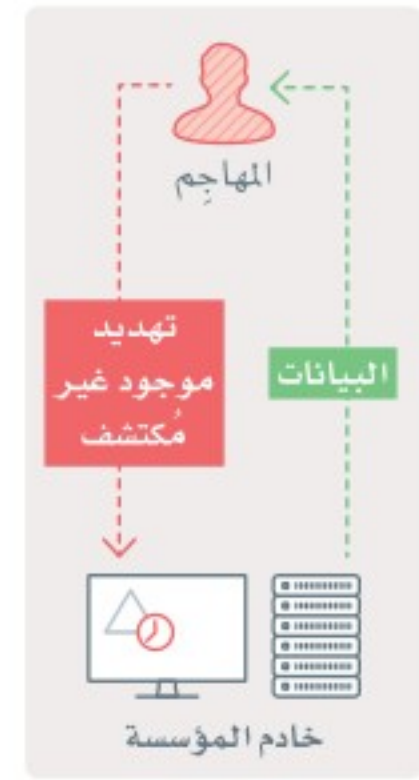 المهاجِم
تهديد
موجود غير
مُكتشف
البيانات
خادم المؤسسة